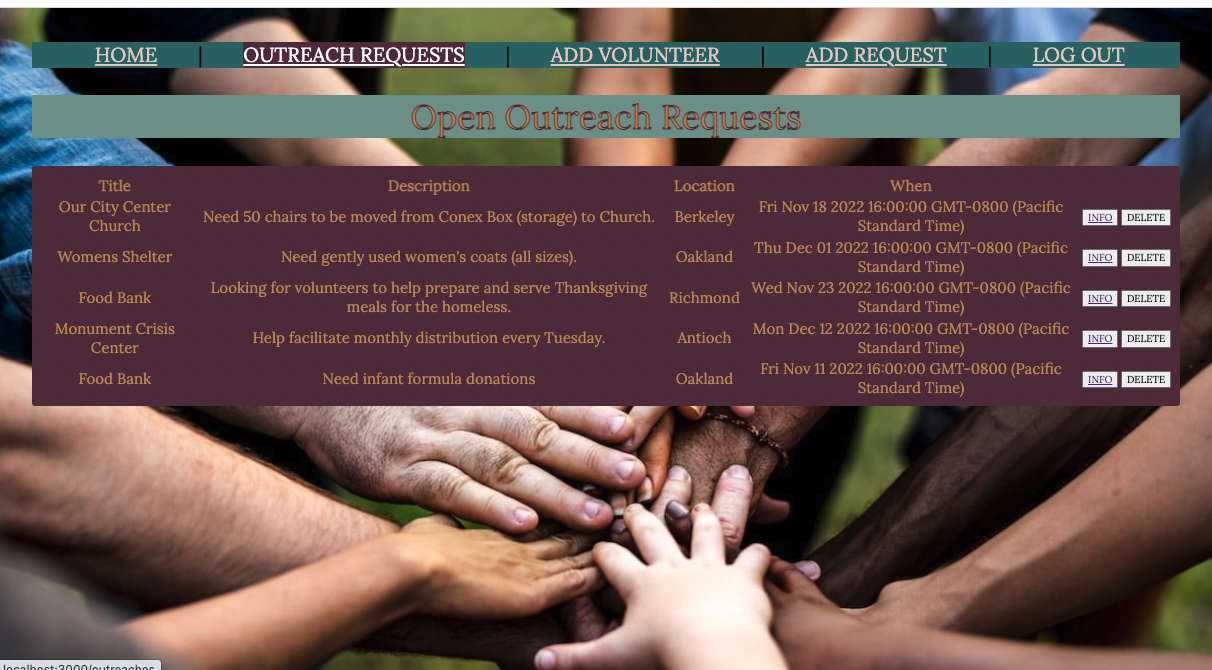 HOME | OUTREACH REQUESTS | ADD VOLUNTEER | ADD REQUEST | LOG OUT
Open Outreach Requests
Title Description Location When
Our City Center Church Need 50 chairs to be moved from Conex Box (storage) to Church. Berkeley Fri Nov 18 2022 16:00:00 GMT-0800 (Pacific Standard Time) INFO DELETE
Womens Shelter Need gently used women's coats (all sizes). Oakland Thu Dec 01 2022 16:00:00 GMT-0800 (Pacific Standard Time) INFO DELETE
Food Bank Looking for volunteers to help prepare and serve Thanksgiving meals for the homeless. Richmond Wed Nov 23 2022 16:00:00 GMT-0800 (Pacific Standard Time) INFO DELETE
Monument Crisis Center Help facilitate monthly distribution every Tuesday. Antioch Mon Dec 12 2022 16:00:00 GMT-0800 (Pacific Standard Time) INFO DELETE
Food Bank Need infant formula donations Oakland Fri Nov 11 2022 16:00:00 GMT-0800 (Pacific Standard Time) INFO DELETE
localhost:3000/outreaches